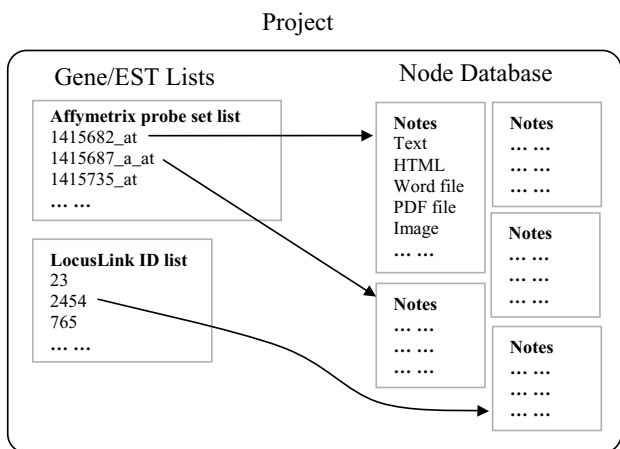 Project
Gene/EST Lists
Affymetrix probe set list
1415682_at
1415687_a_at
1415735_at
... ...
LocusLink ID list
23
2454
765
... ...
Node Database
Notes
Text
HTML
Word file
PDF file
Image
... ...
Notes
... ...
... ...
... ...
Notes
... ...
... ...
... ...
Notes
... ...
... ...
... ...
Notes
... ...
... ...
... ...